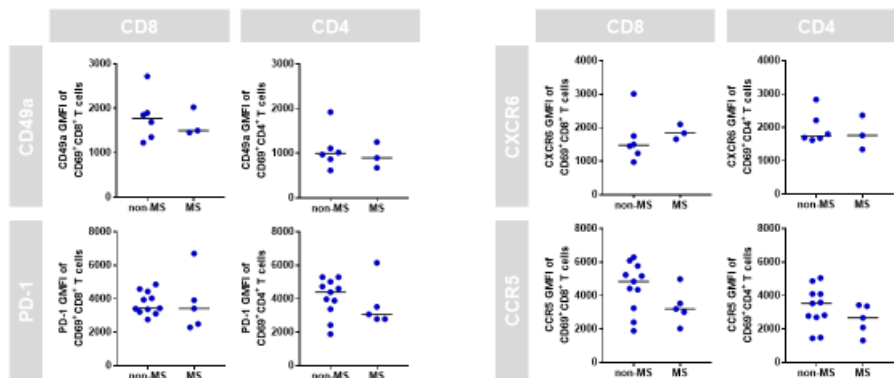 CD8
CD4
CD8
CD4
CD49a
CD49a GMFI of
CD69+CD8+ T cells
3000
2000
1000
0
non-MS
MS
CD49a GMFI of
CD69+CD4+ T cells
3000
2000
1000
0
non-MS
MS
CXCR6
CXCR6 GMFI of
CD69+CD8+ T cells
4000
3000
2000
1000
0
non-MS
MS
CXCR6 GMFI of
CD69+CD4+ T cells
4000
3000
2000
1000
0
non-MS
MS
PD-1
PD-1 GMFI of
CD69+CD8+ T cells
8000
6000
4000
2000
0
non-MS
MS
PD-1 GMFI of
CD69+CD4+ T cells
8000
6000
4000
2000
0
non-MS
MS
CCR5
CCR5 GMFI of
CD69+CD8+ T cells
8000
6000
4000
2000
0
non-MS
MS
CCR5 GMFI of
CD69+CD4+ T cells
8000
6000
4000
2000
0
non-MS
MS